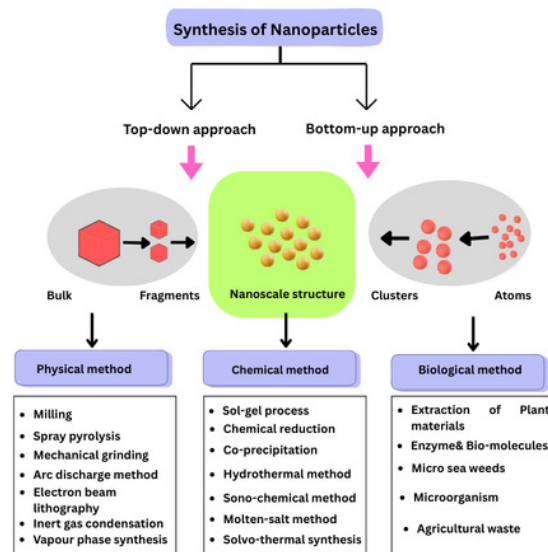 Synthesis of Nanoparticles
Top-down approach
Bottom-up approach
Bulk
Fragments
Nanoscale structure
Clusters
Atoms
Physical method
Chemical method
Biological method
Milling
Spray pyrolysis
Mechanical grinding
Arc discharge method
Electron beam
lithography
Inert gas condensation
Vapour phase synthesis
Sol-gel process
Chemical reduction
Co-precipitation
Hydrothermal method
Sono-chemical method
Molten-salt method
Solvo-thermal synthesis
Extraction of Plant
materials
Enzyme& Bio-molecules
Micro sea weeds
Microorganism
Agricultural waste